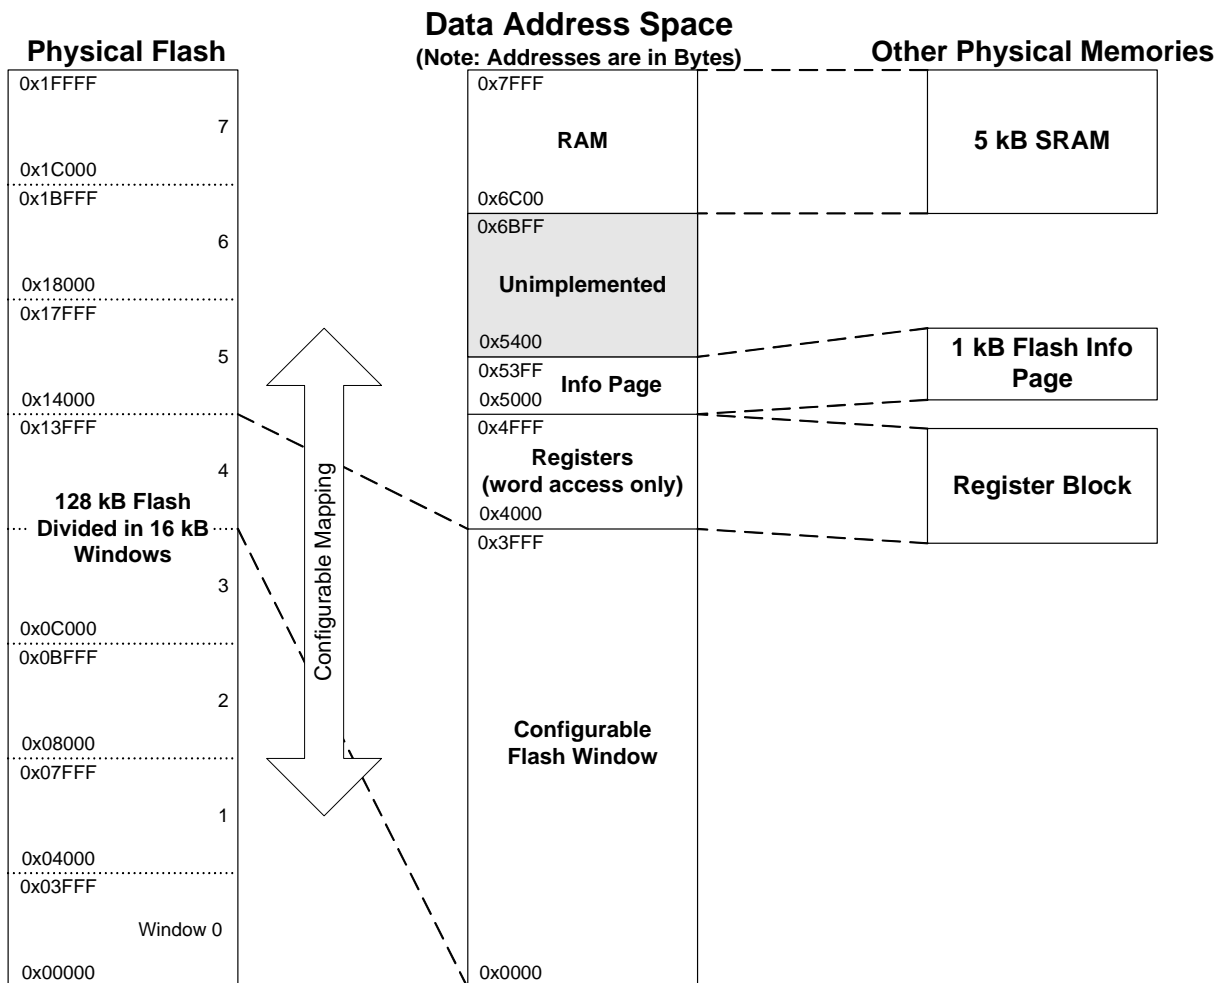 Physical Flash
0x1FFFF
7
0x1C000
0x1BFFF
6
0x18000
0x17FFF
5
0x14000
0x13FFF
4
128 kB Flash
Divided in 16 kB
Windows
3
0x0C000
0x0BFFF
2
0x08000
0x07FFF
1
0x04000
0x03FFF
Window 0
0x00000
Configurable Mapping
Data Address Space
(Note: Addresses are in Bytes)
0x7FFF
RAM
0x6C00
0x6BFF
Unimplemented
0x5400
0x53FF
Info Page
0x5000
0x4FFF
Registers
(word access only)
0x4000
0x3FFF
Configurable
Flash Window
0x0000
Other Physical Memories
5 kB SRAM
1 kB Flash Info
Page
Register Block